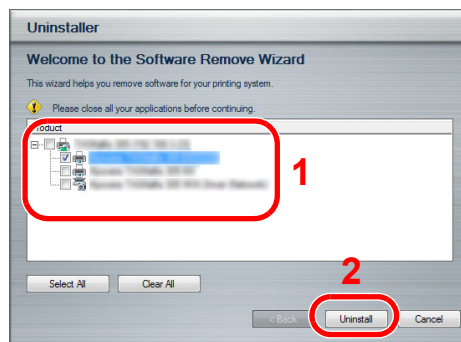 Uninstaller
Welcome to the Software Remove Wizard
This wizard helps you remove software for your printing system.
Please close all your applications before continuing.
Product
1
Select All Clear All
2
< Back Uninstall Cancel